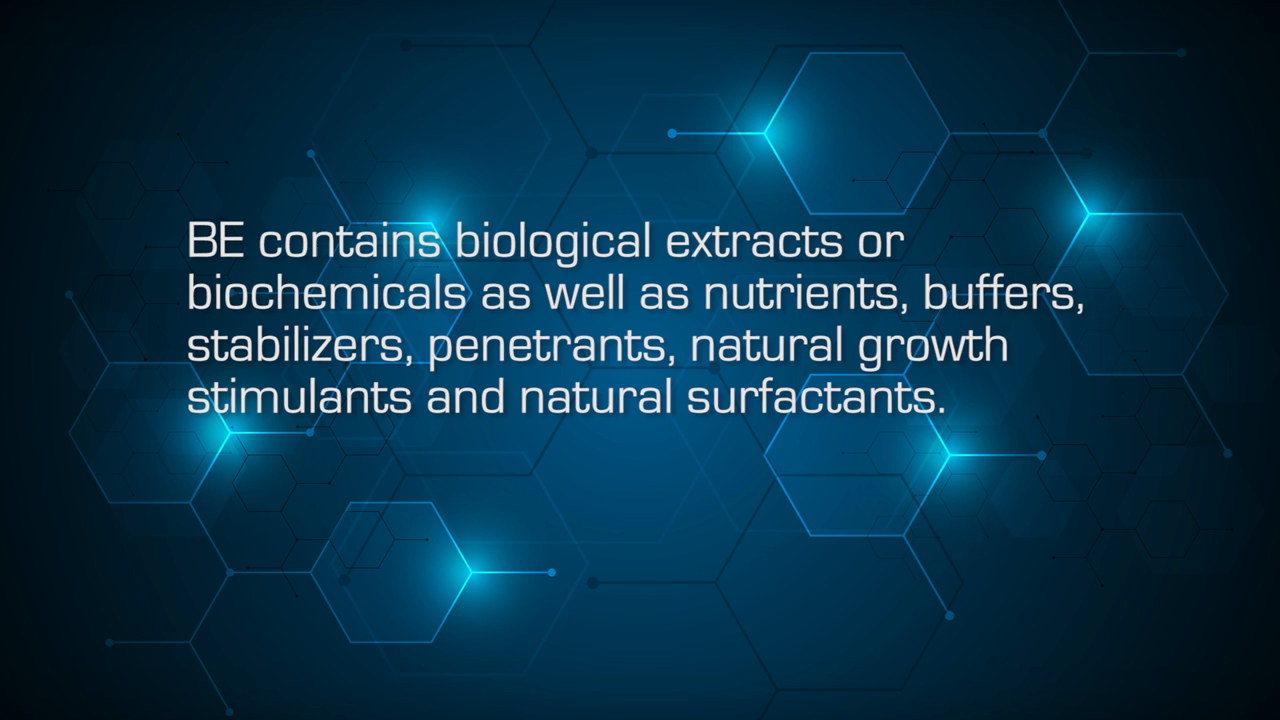 BE contains biological extracts or
biochemicals as well as nutrients, buffers,
stabilizers, penetrants, natural growth
stimulants and natural surfactants.